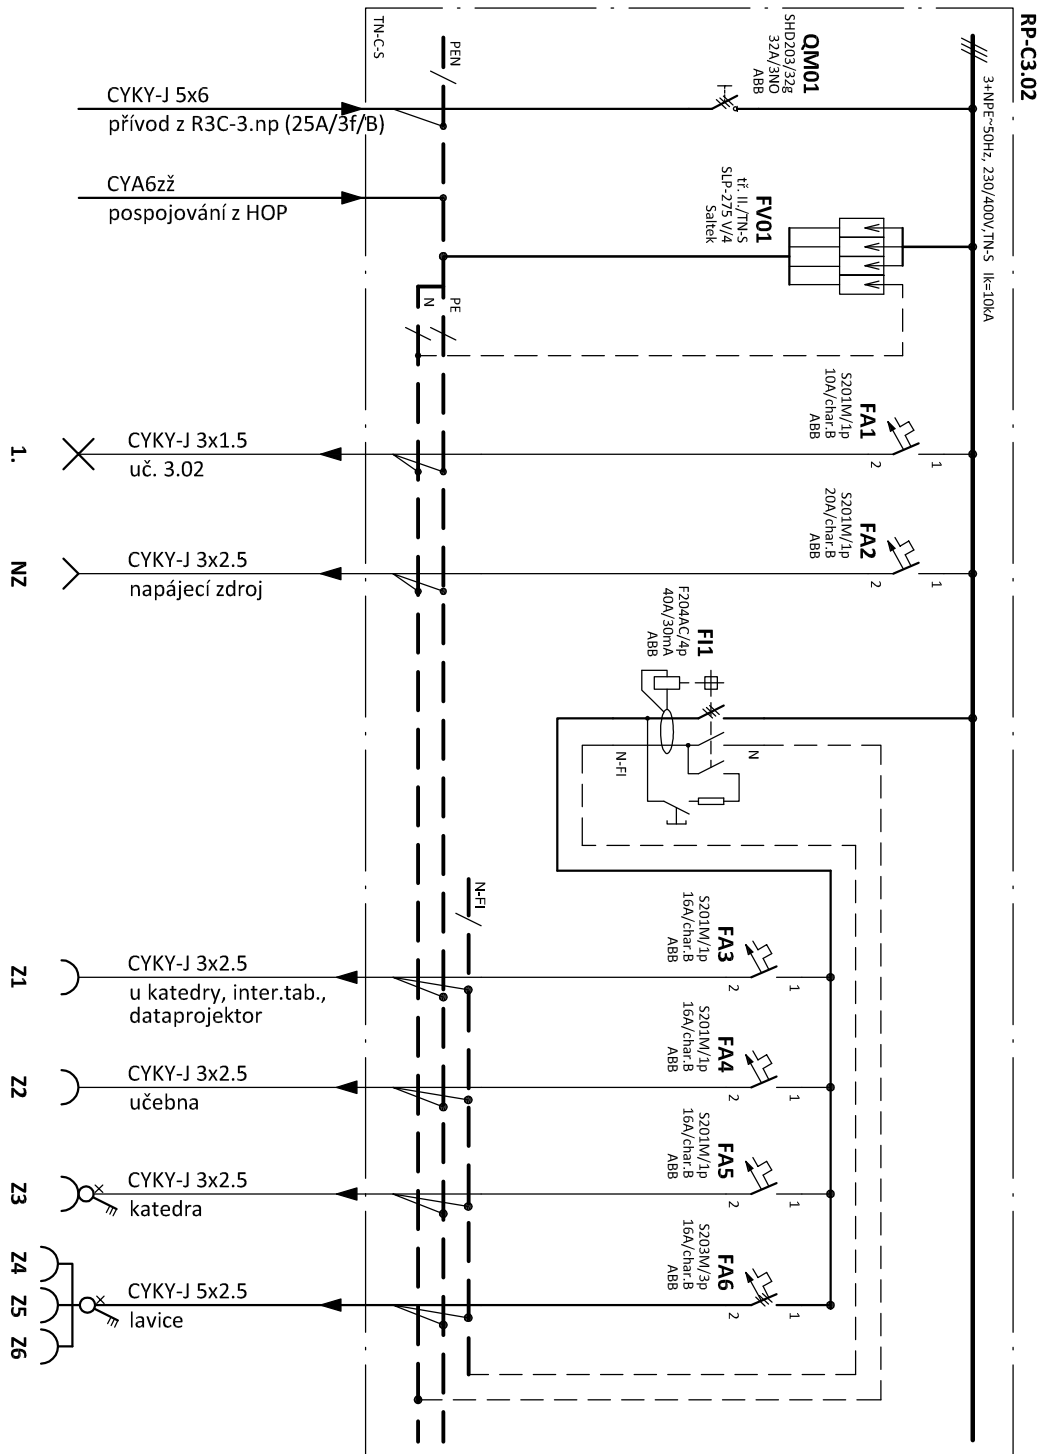 RP-C3.02
3+NPE~50Hz, 230/400V,TN-S Ik=10kA
TN-C-S
PEN
QM01
SHD203/32g
32A/3NO
ABB
CYKY-J 5x6
přívod z R3C-3.np (25A/3f/B)
CYA6zž
pospojování z HOP
FV01
tř. II./TN-S
SLP-275 V/4
Saltek
N
PE
FA1
S201M/1p
10A/char.B
ABB
1
2
1.
CYKY-J 3x1.5
uč. 3.02
FA2
S201M/1p
20A/char.B
ABB
1
2
NZ
CYKY-J 3x2.5
napájecí zdroj
FI1
F204AC/4p
40A/30mA
ABB
N
N-FI
N-FI
FA3
S201M/1p
16A/char.B
ABB
1
2
Z1
CYKY-J 3x2.5
u katedry, inter.tab.,
dataprojektor
FA4
S201M/1p
16A/char.B
ABB
1
2
Z2
CYKY-J 3x2.5
učebna
FA5
S201M/1p
16A/char.B
ABB
1
2
Z3
CYKY-J 3x2.5
katedra
FA6
S203M/3p
16A/char.B
ABB
1
2
Z4
Z5
Z6
CYKY-J 5x2.5
lavice